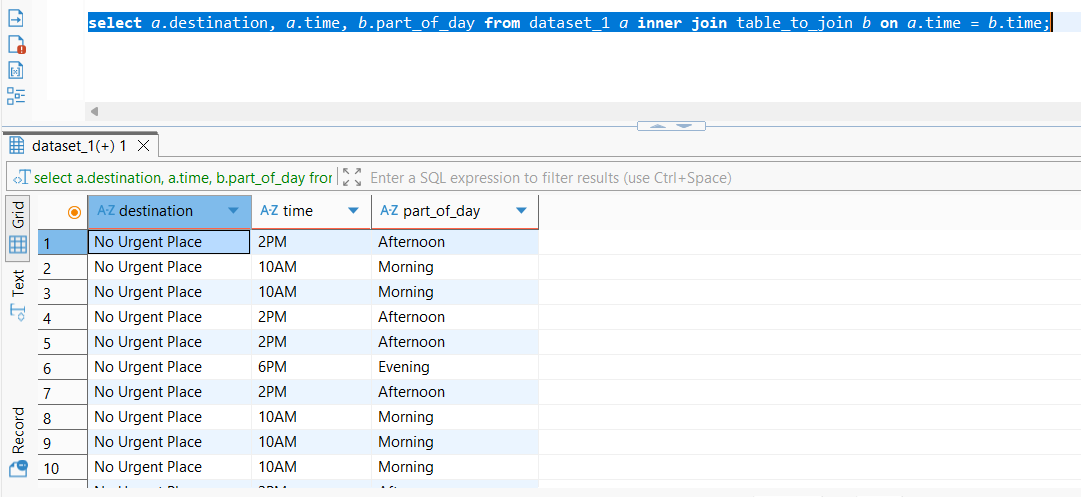 select a.destination, a.time, b.part_of_day from dataset_1 a inner join table_to_join b on a.time = b.time;
dataset_1(+) 1
select a.destination, a.time, b.part_of_day from
Enter a SQL expression to filter results (use Ctrl+Space)
Grid
Text
Record
A-Z destination A-Z time A-Z part_of_day
1 No Urgent Place 2PM Afternoon
2 No Urgent Place 10AM Morning
3 No Urgent Place 10AM Morning
4 No Urgent Place 2PM Afternoon
5 No Urgent Place 2PM Afternoon
6 No Urgent Place 6PM Evening
7 No Urgent Place 2PM Afternoon
8 No Urgent Place 10AM Morning
9 No Urgent Place 10AM Morning
10 No Urgent Place 10AM Morning